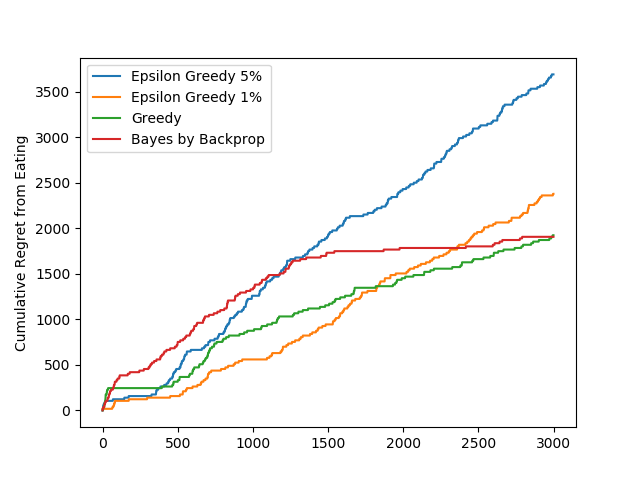 Epsilon Greedy 5%
Epsilon Greedy 1%
Greedy
Bayes by Backprop
Cumulative Regret from Eating
3500
3000
2500
2000
1500
1000
500
0
0 500 1000 1500 2000 2500 3000